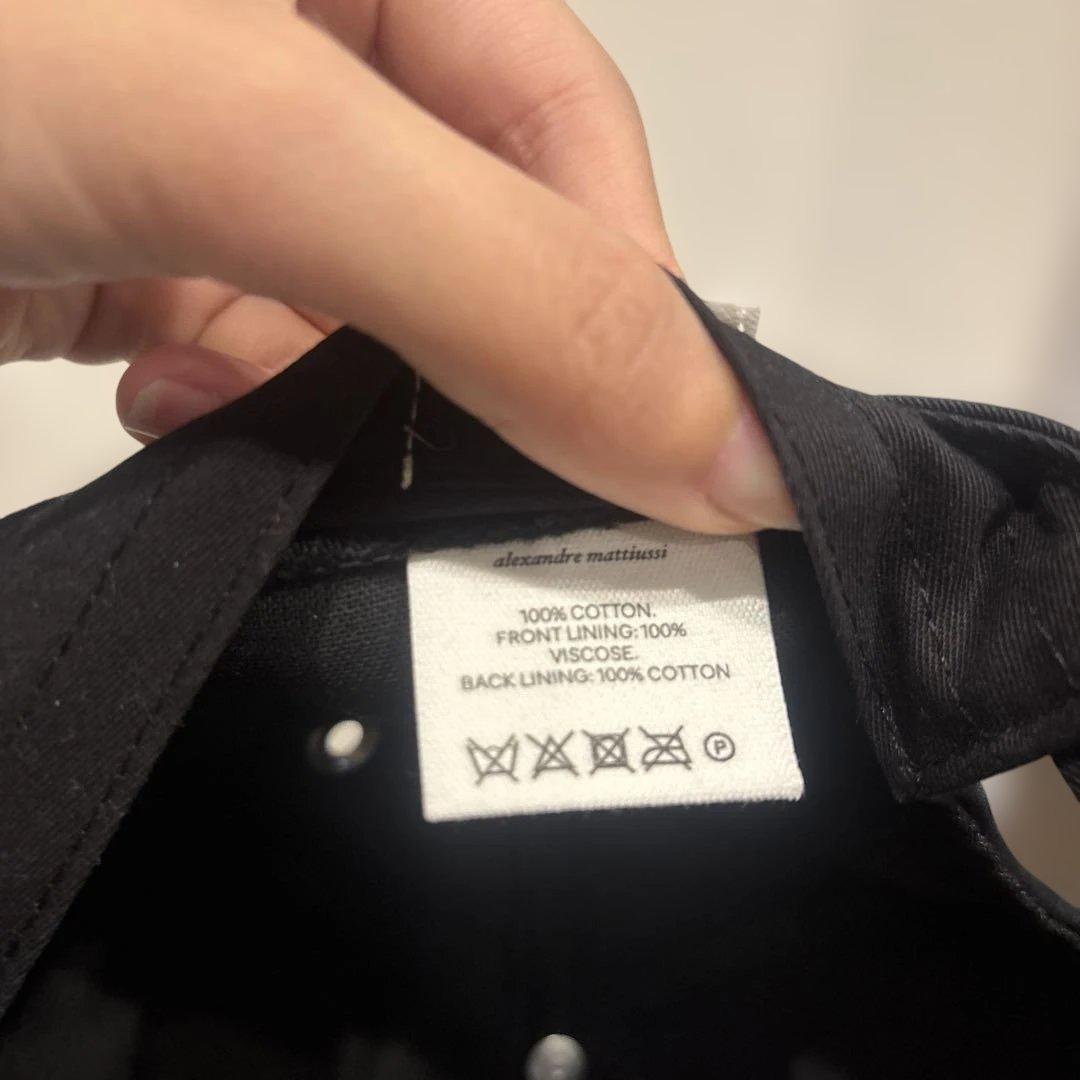 alexandre mattiussi
100% COTTON.
FRONT LINING: 100%
VISCOSE.
BACK LINING: 100% COTTON
P